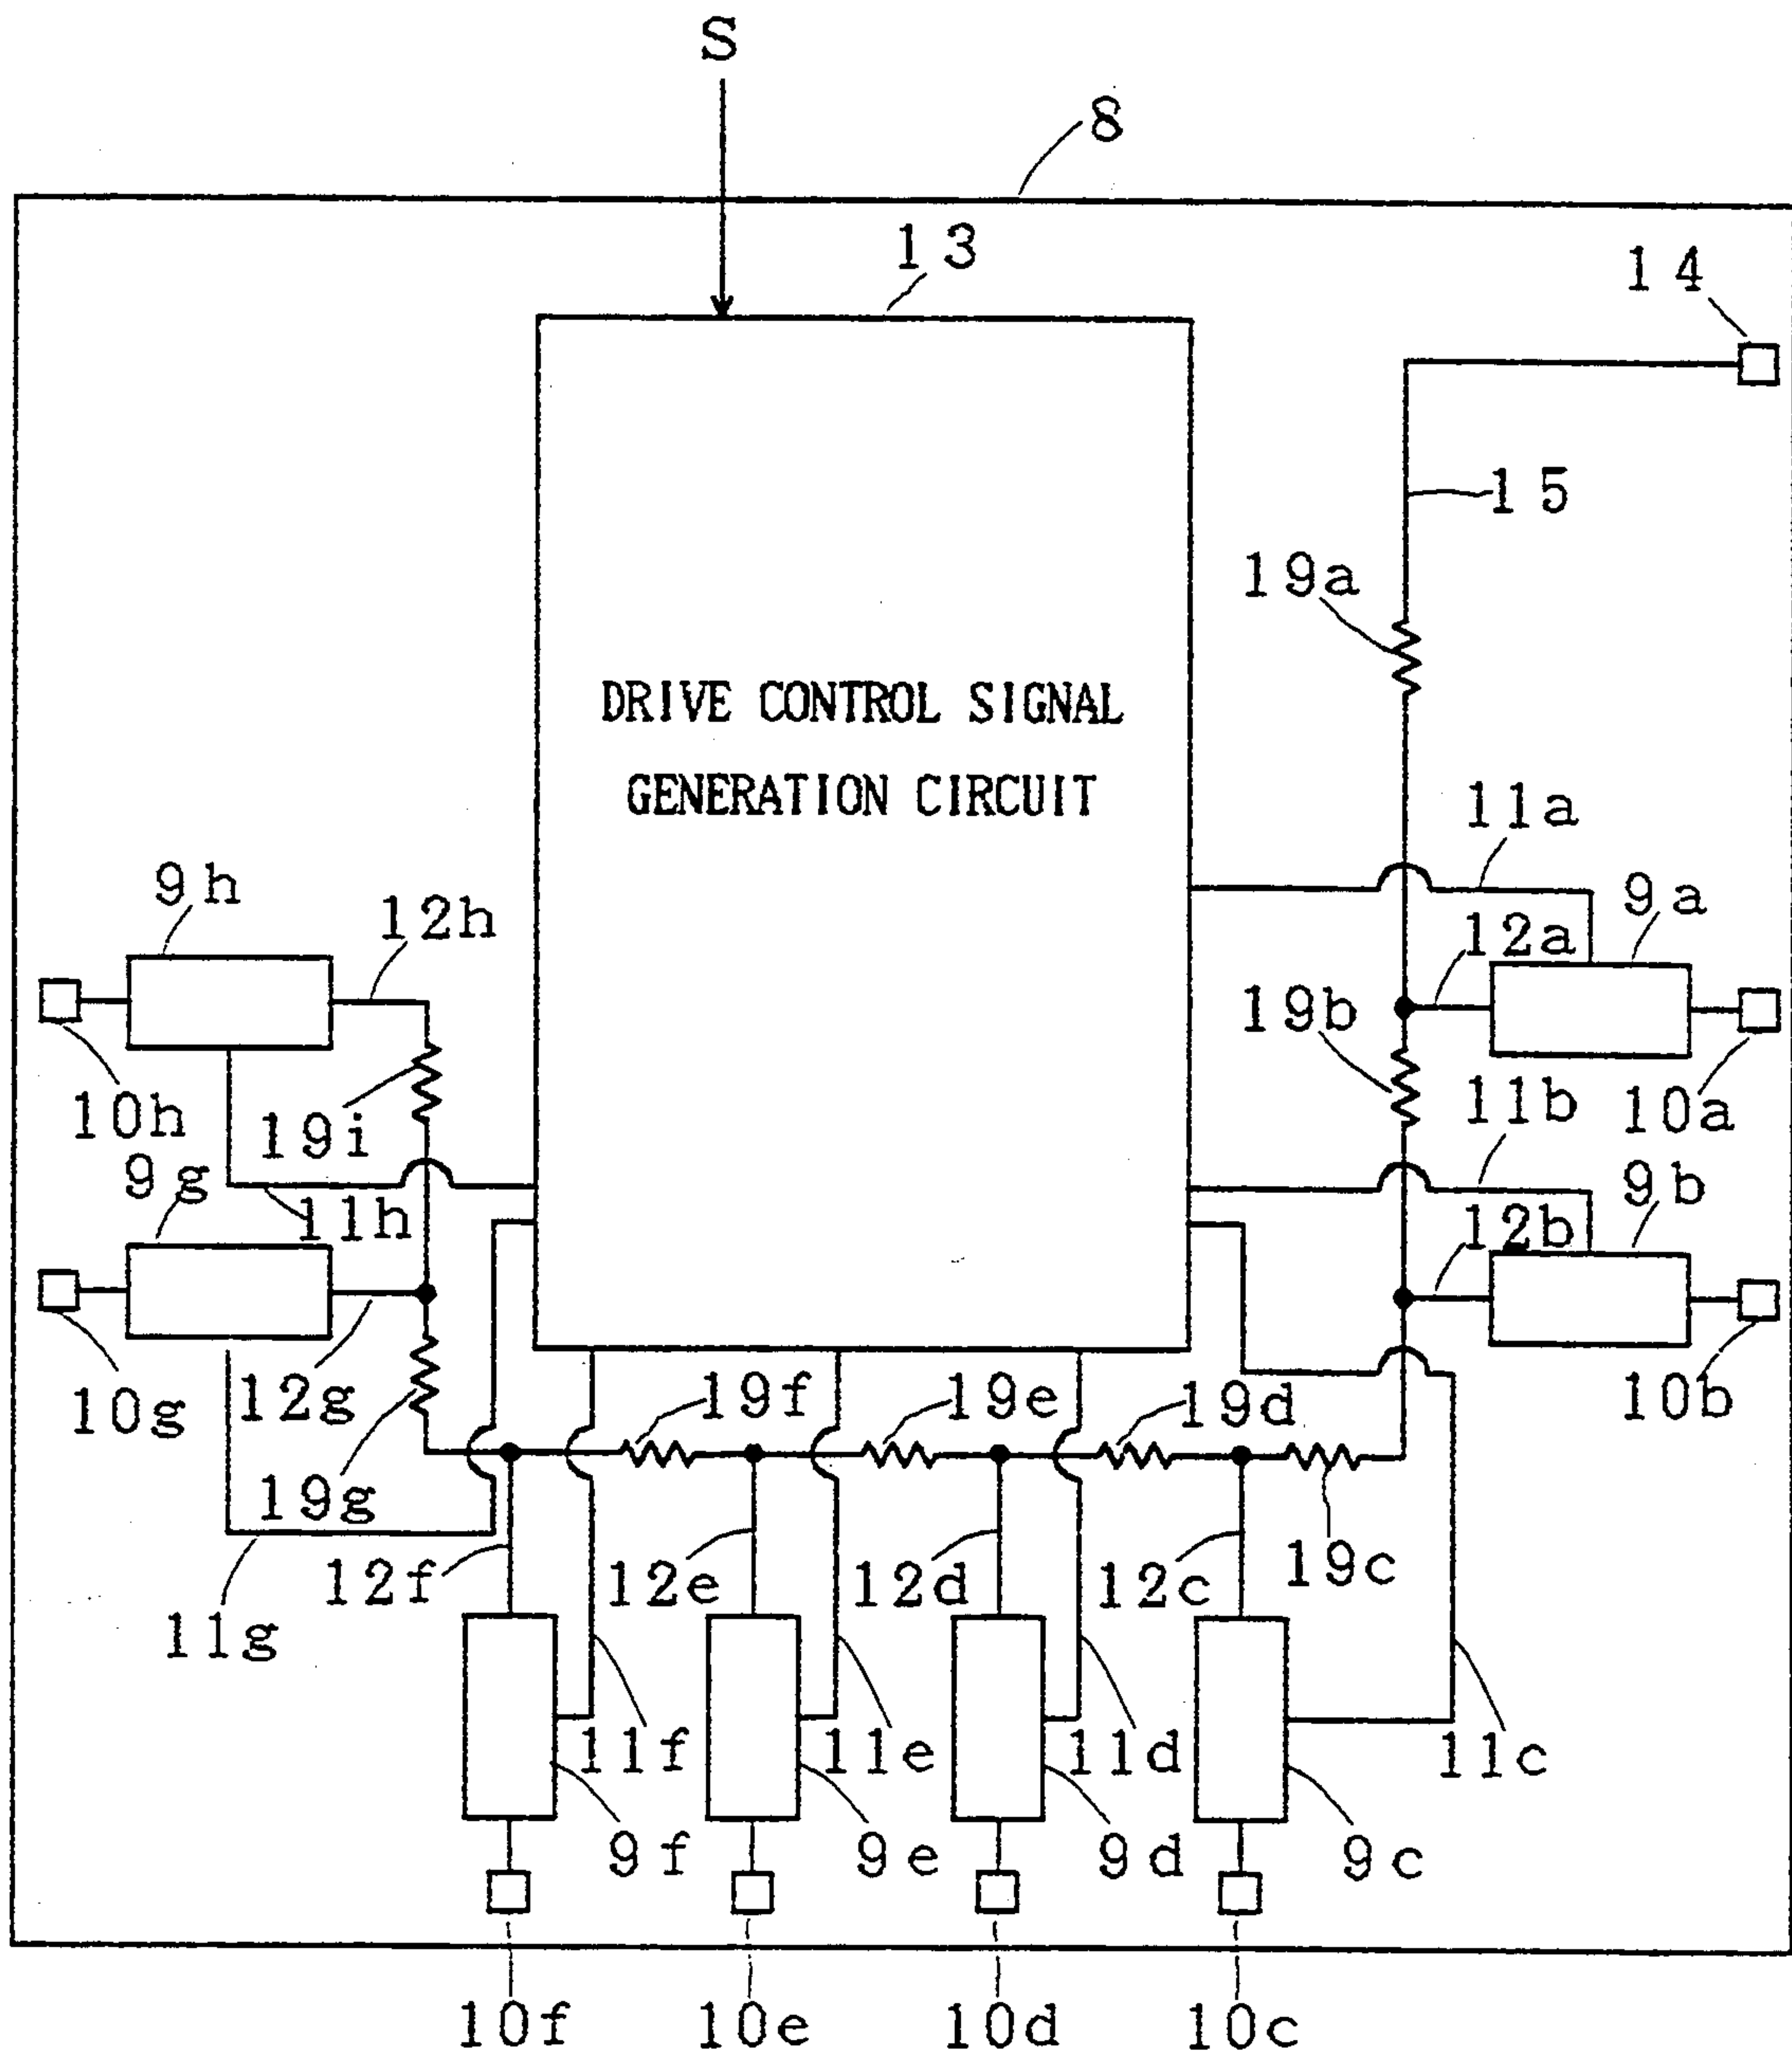 S
8
13
14
15
19a
DRIVE CONTROL SIGNAL
GENERATION CIRCUIT
11a
9h
12h
9a
12a
19b
10h
19i
11b
10a
9g
11h
9b
12b
10g
12g
19f
19e
19d
10b
19g
12f
12e
12d
12c
19c
11g
11f
11e
11d
11c
9f
9e
9d
9c
10f
10e
10d
10c